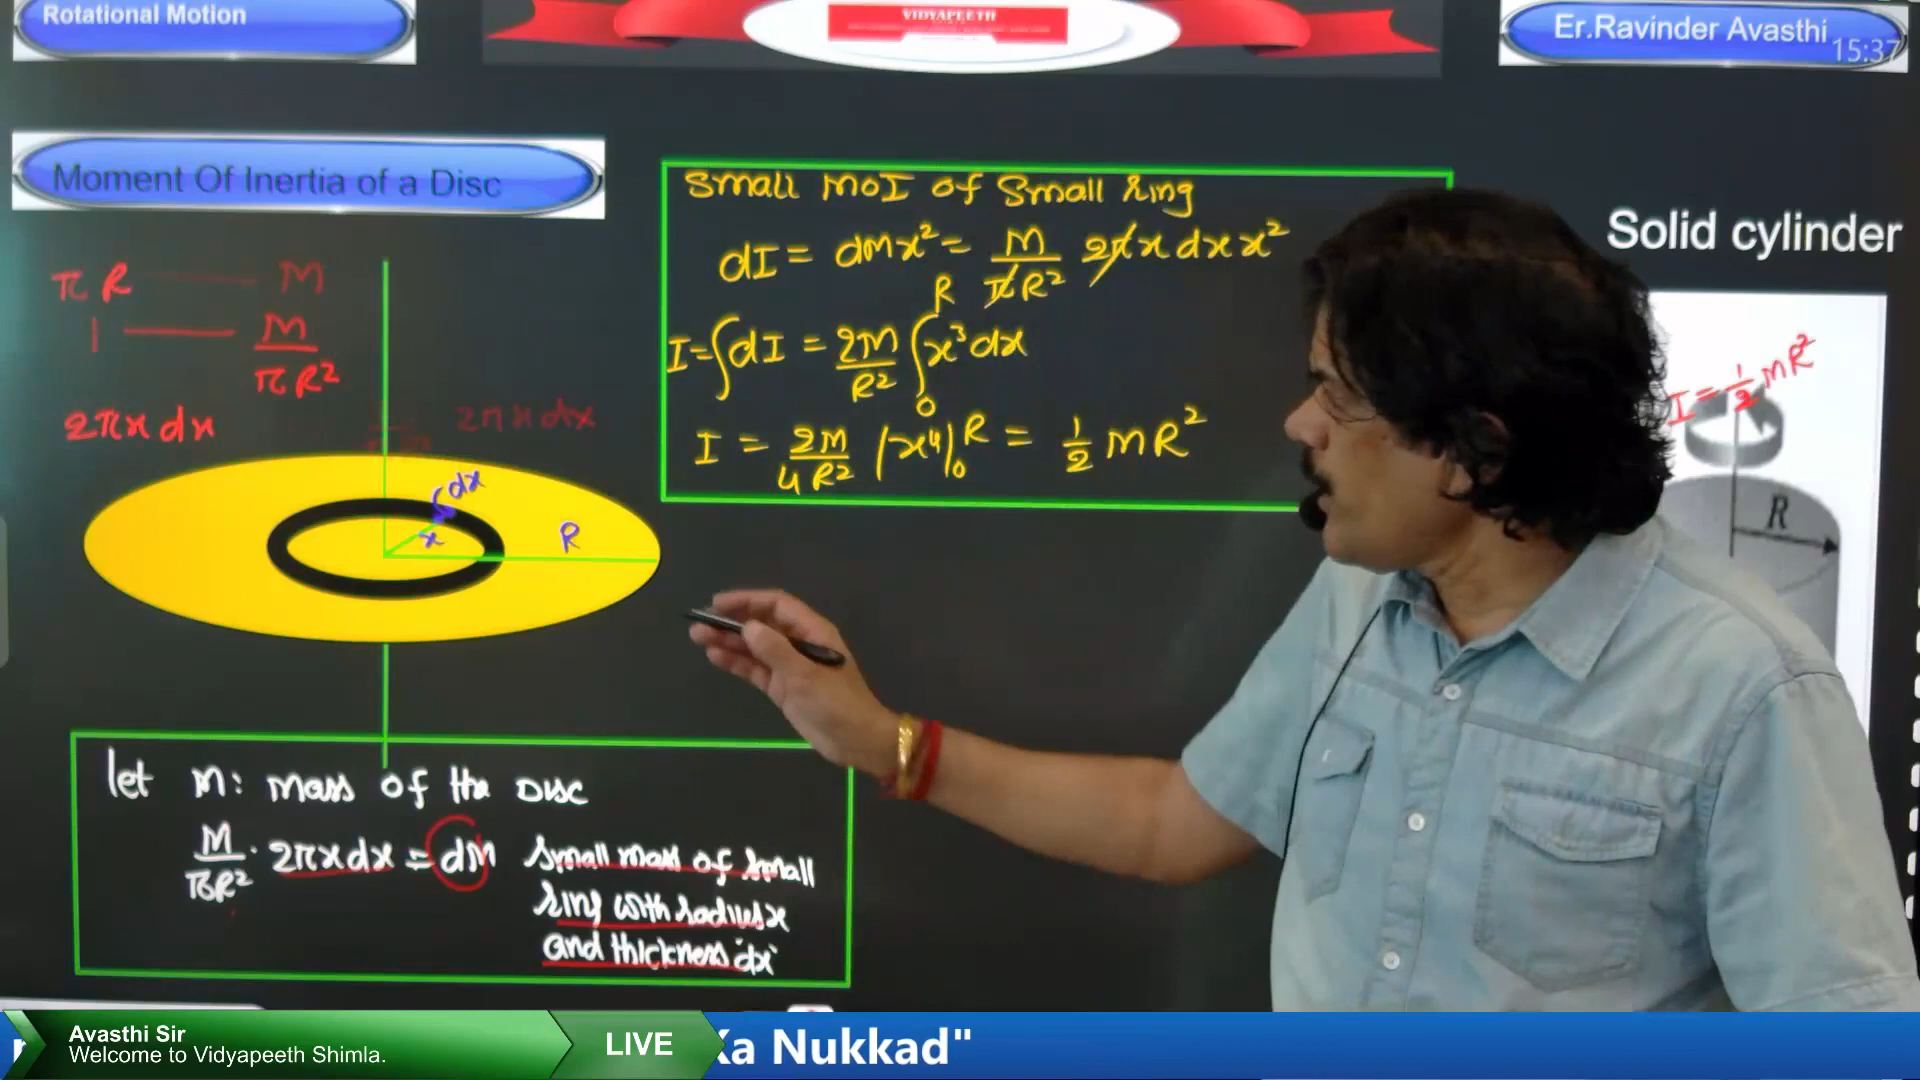 Rotational Motion
VIDYAPEETH
Er.Ravinder Avasthi
15:37
Moment Of Inertia of a Disc
πR —— M
1 —— M/πR²
2πx dx
2πx dx
dx
x
R
Small MOI of Small ring
dI = dmx² = M/πR² 2πx dx x²
I = ∫dI = 2M/R² ∫₀ᴿ x³ dx
I = 2M/4R² |x⁴|₀ᴿ = 1/2 MR²
Solid cylinder
I = 1/2 MR²
R
let M: Mass of the Disc
M/πR² · 2πx dx = dM small mass of small
ring with radius x
and thickness 'dx'
Avasthi Sir
Welcome to Vidyapeeth Shimla.
LIVE
Ka Nukkad"